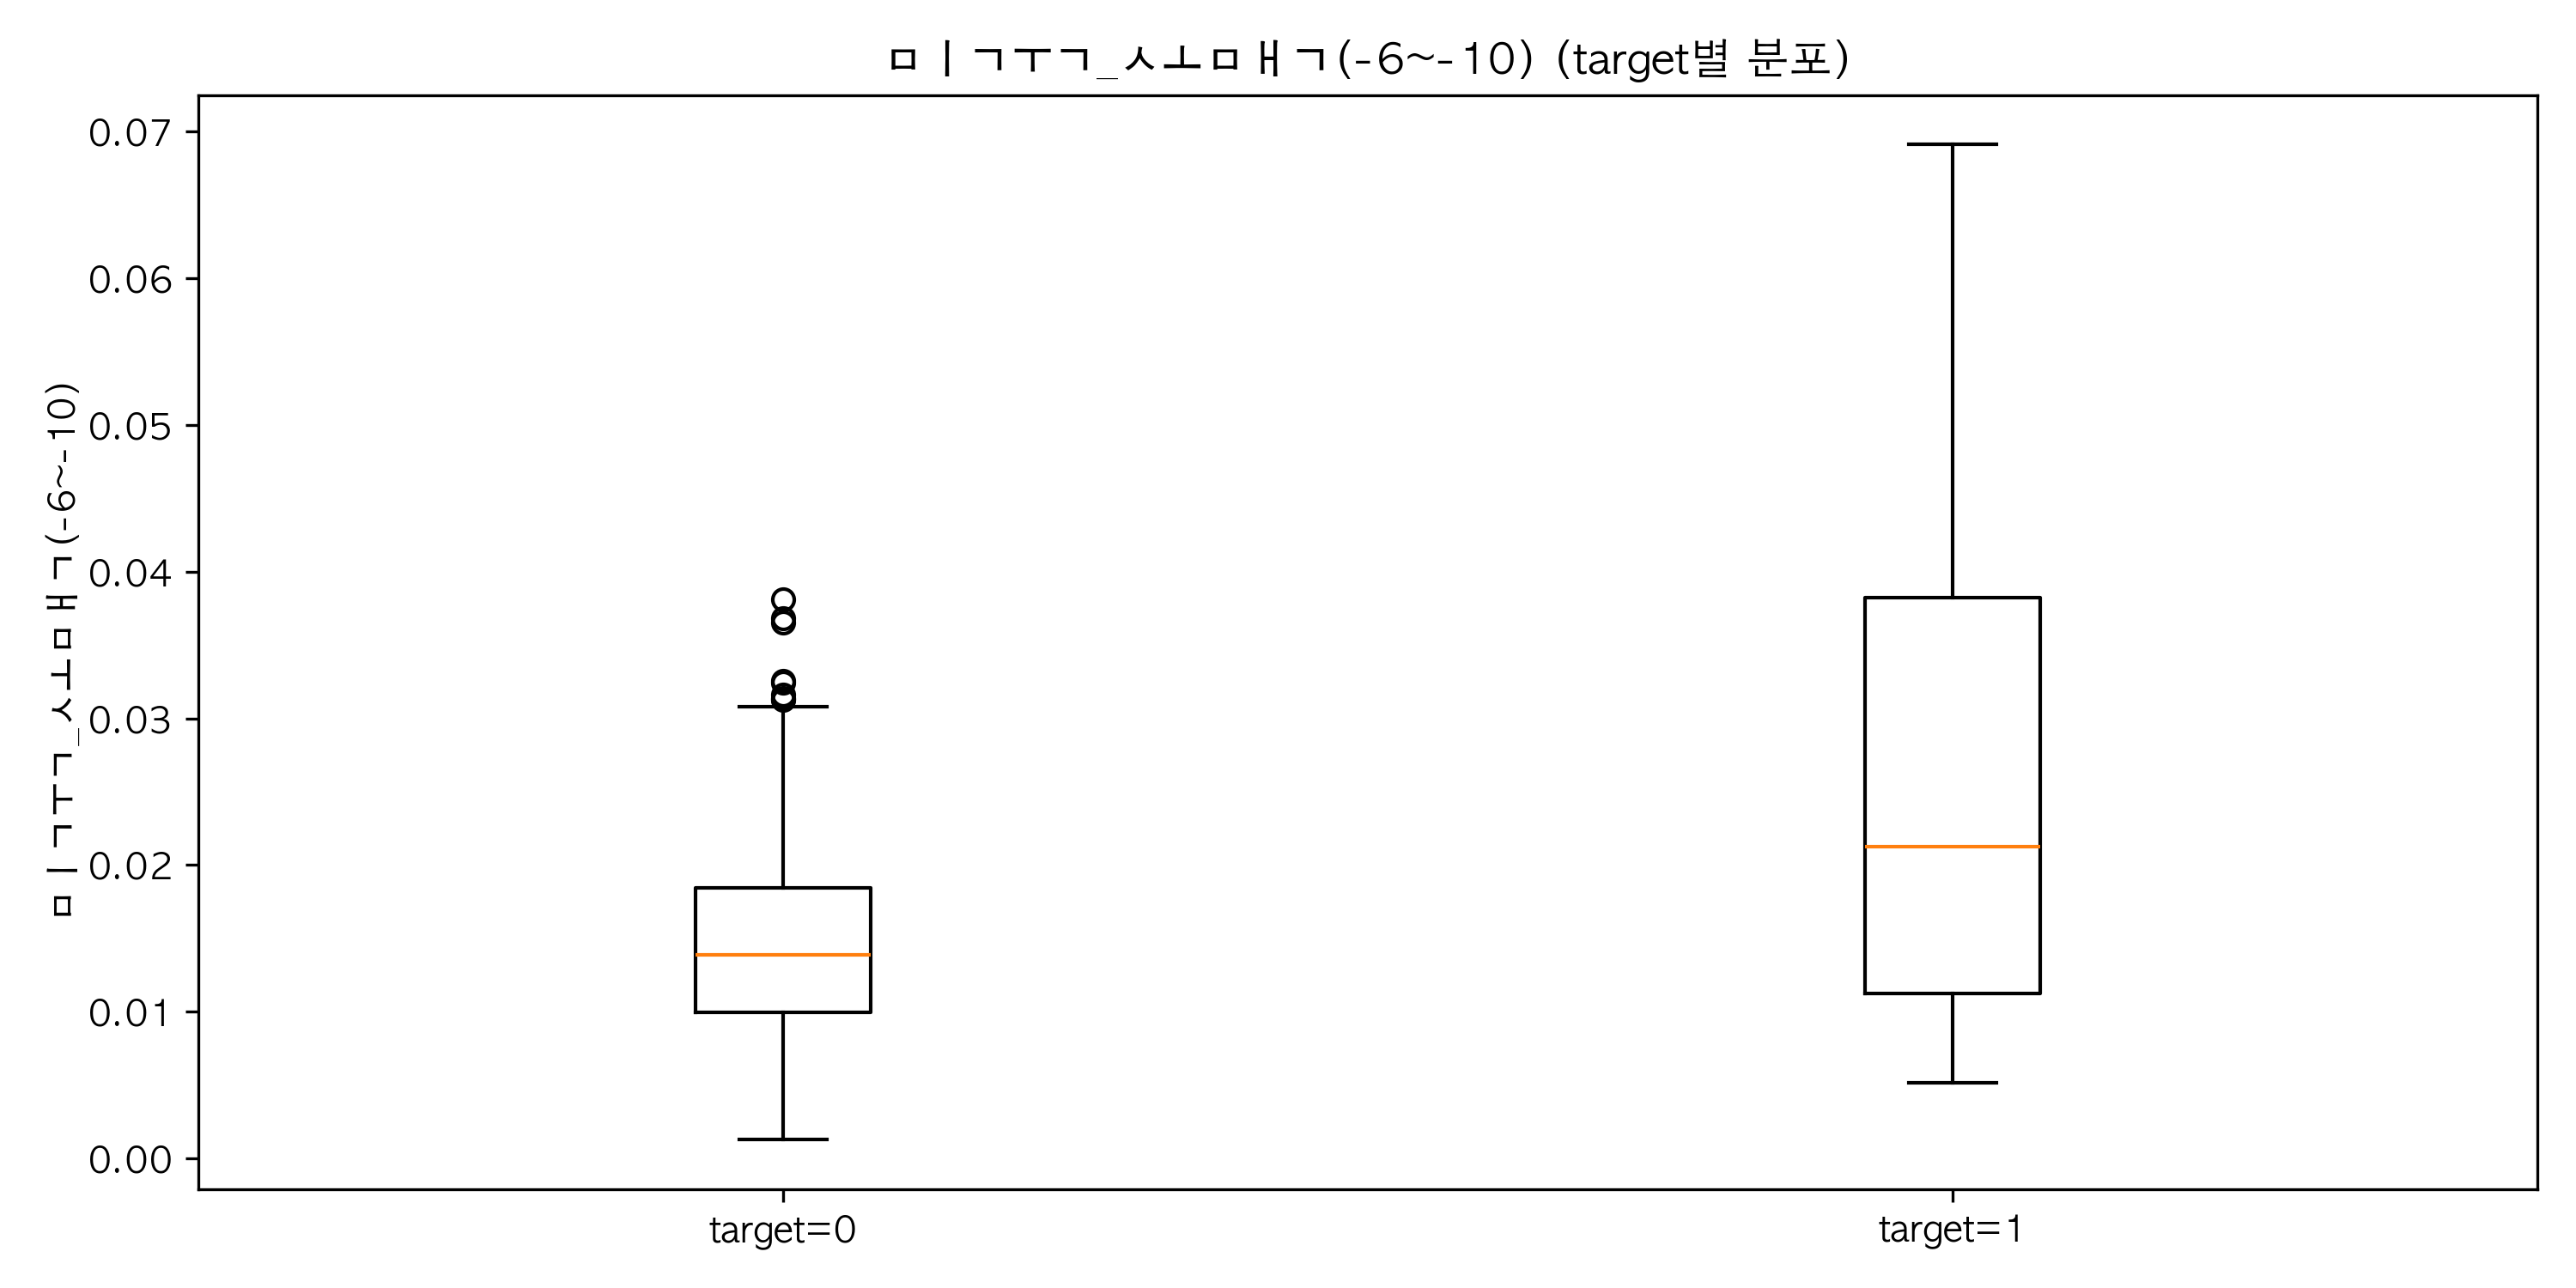 ㅁㅣㄱㅜㄱ_ㅅㅗㅁㅐㄱ(-6~-10) (target별 분포)
0.07
0.06
0.05
0.04
0.03
0.02
0.01
0.00
ㅁㅣㄱㅜㄱ_ㅅㅗㅁㅐㄱ(-6~-10)
target=0
target=1